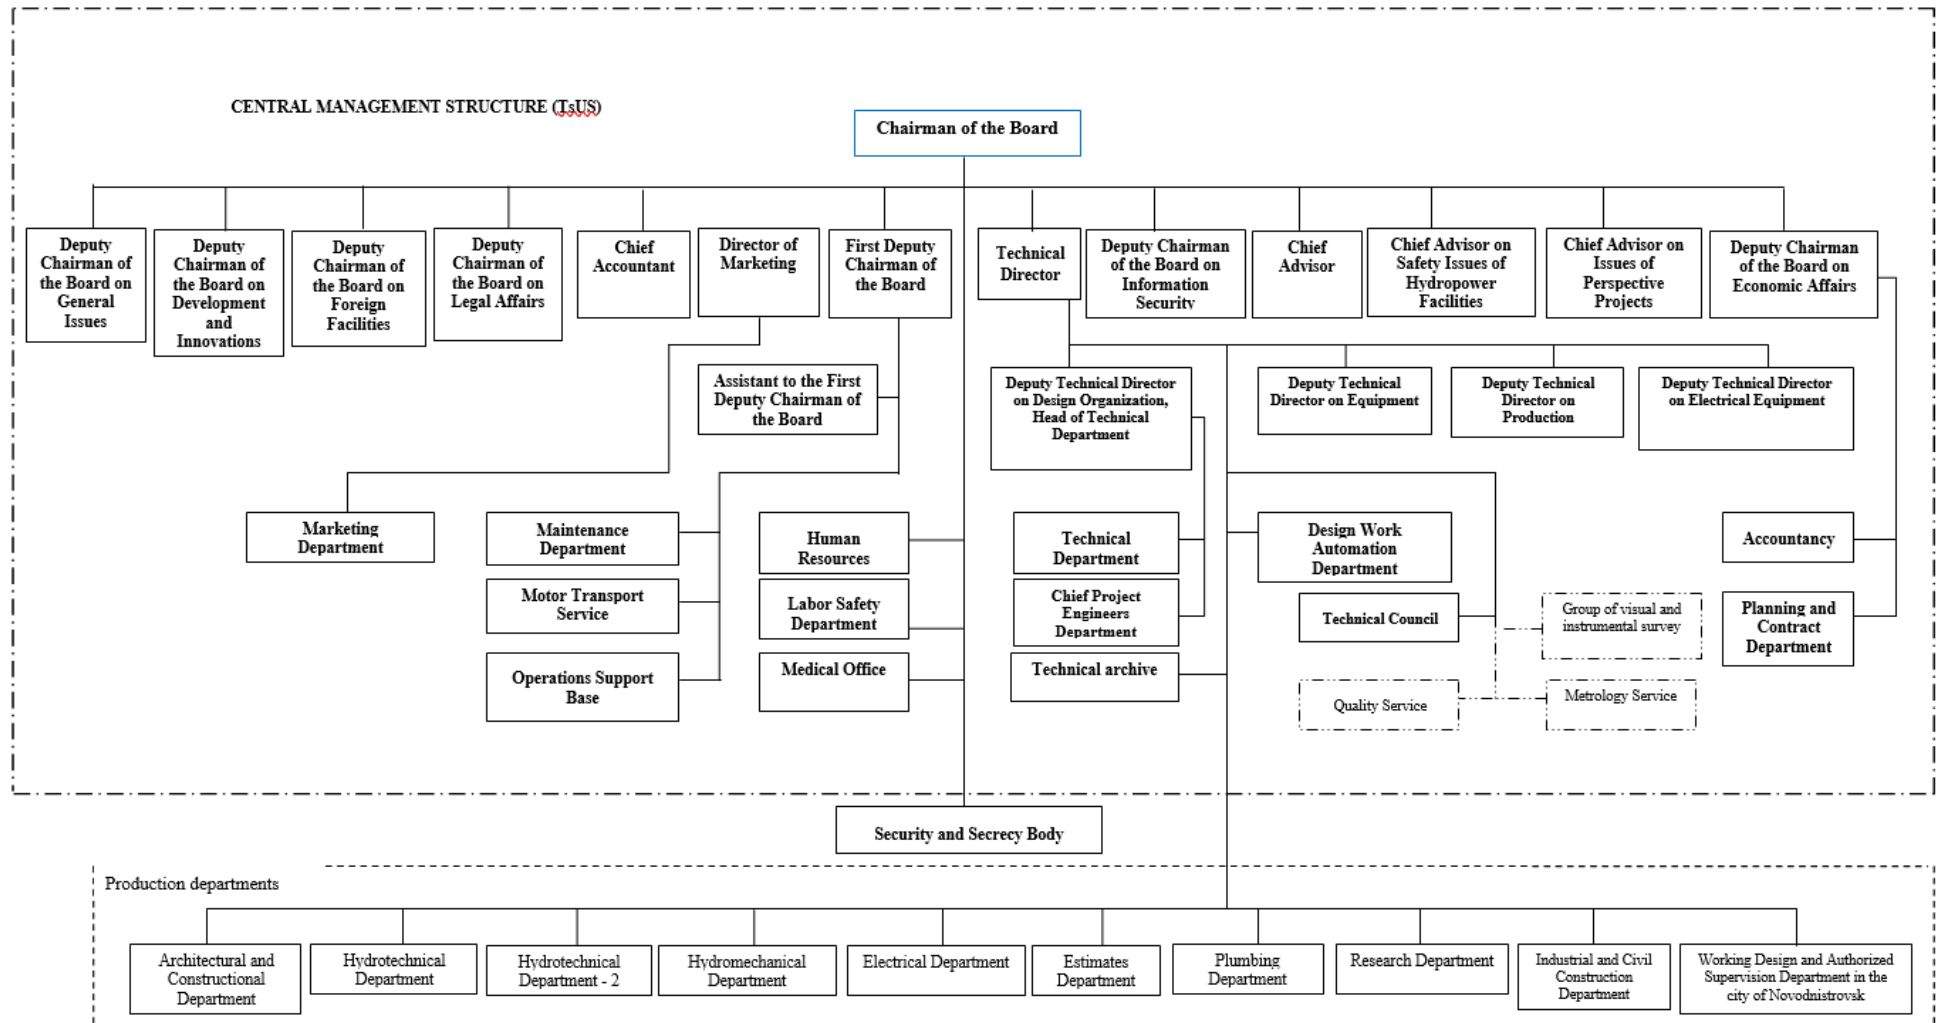 CENTRAL MANAGEMENT STRUCTURE (TsUS)
Chairman of the Board
Deputy
Chairman of
the Board on
General
Issues
Deputy
Chairman of
the Board on
Development
and
Innovations
Deputy
Chairman of
the Board on
Foreign
Facilities
Deputy
Chairman of
the Board on
Legal Affairs
Chief
Accountant
Director of
Marketing
First Deputy
Chairman of
the Board
Technical
Director
Deputy Chairman
of the Board on
Information
Security
Chief
Advisor
Chief Advisor on
Safety Issues of
Hydropower
Facilities
Chief Advisor on
Issues of
Perspective
Projects
Deputy Chairman
of the Board on
Economic Affairs
Assistant to the First
Deputy Chairman of
the Board
Deputy Technical Director
on Design Organization,
Head of Technical
Department
Deputy Technical
Director on Equipment
Deputy Technical
Director on
Production
Deputy Technical Director
on Electrical Equipment
Marketing
Department
Maintenance
Department
Human
Resources
Technical
Department
Design Work
Automation
Department
Accountancy
Motor Transport
Service
Labor Safety
Department
Chief Project
Engineers
Department
Technical Council
Group of visual and
instrumental survey
Planning and
Contract
Department
Operations Support
Base
Medical Office
Technical archive
Quality Service
Metrology Service
Security and Secrecy Body
Production departments
Architectural and
Constructional
Department
Hydrotechnical
Department
Hydrotechnical
Department - 2
Hydromechanical
Department
Electrical Department
Estimates
Department
Plumbing
Department
Research Department
Industrial and Civil
Construction
Department
Working Design and Authorized
Supervision Department in the
city of Novodnistrovsk